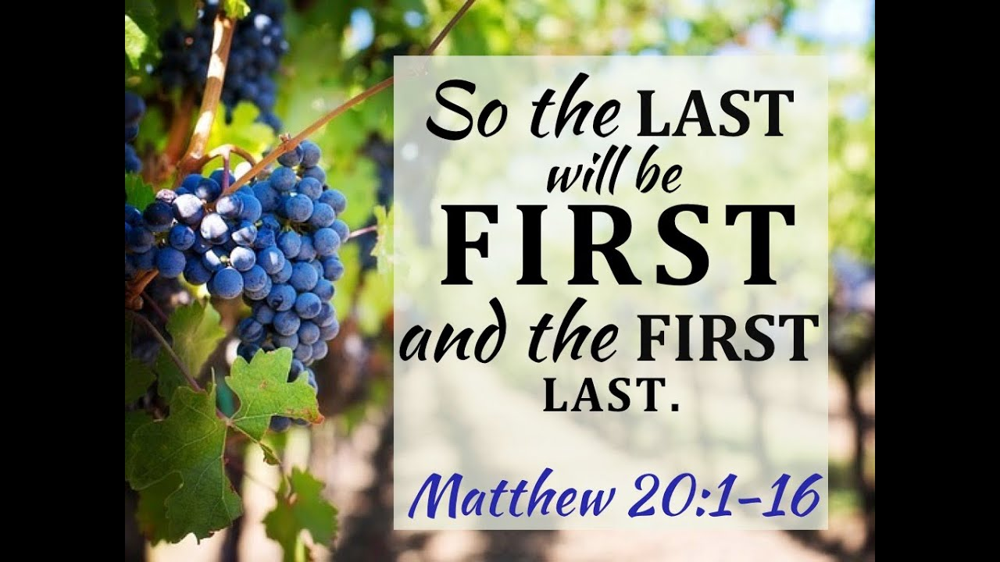 So the LAST
will be
FIRST
and the FIRST
LAST.
Matthew 20:1-16